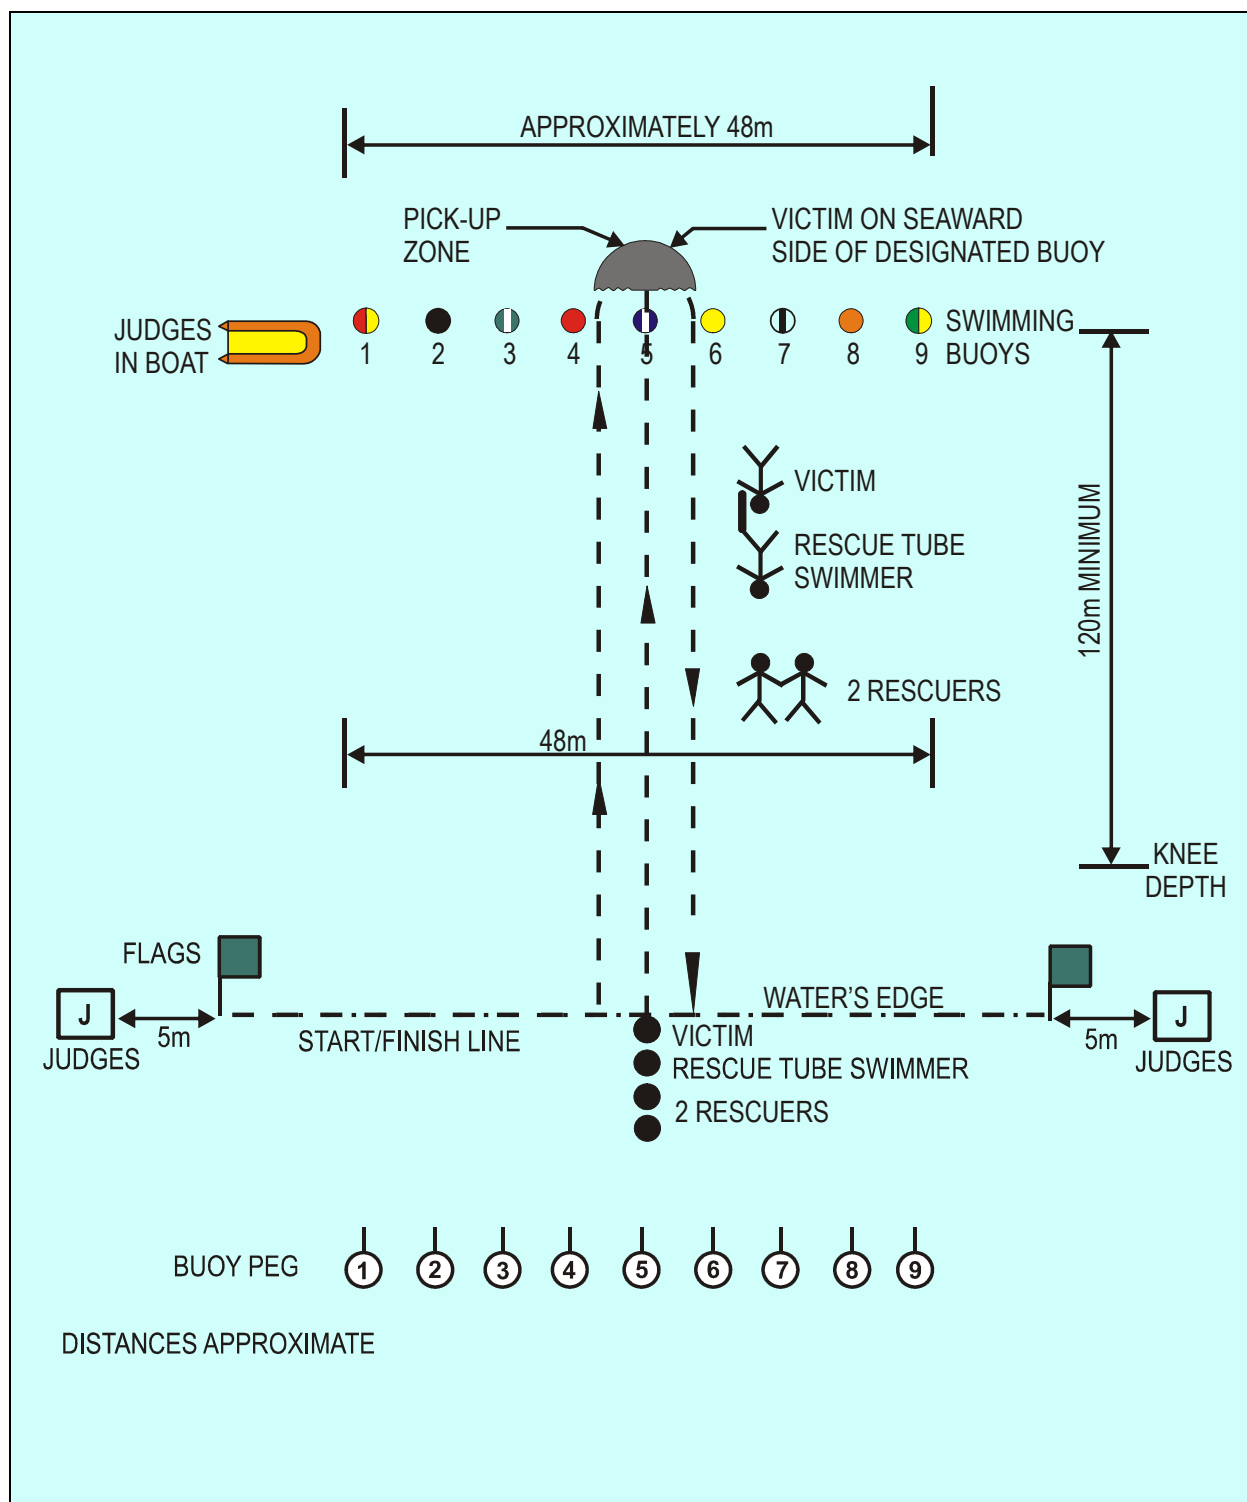 APPROXIMATELY 48m
PICK-UP
ZONE
VICTIM ON SEAWARD
SIDE OF DESIGNATED BUOY
JUDGES
IN BOAT
1 2 3 4 5 6 7 8 9
SWIMMING
BUOYS
VICTIM
RESCUE TUBE
SWIMMER
120m MINIMUM
2 RESCUERS
48m
KNEE
DEPTH
FLAGS
WATER'S EDGE
J
5m
JUDGES
START/FINISH LINE
VICTIM
RESCUE TUBE SWIMMER
2 RESCUERS
5m
J
JUDGES
BUOY PEG
1 2 3 4 5 6 7 8 9
DISTANCES APPROXIMATE